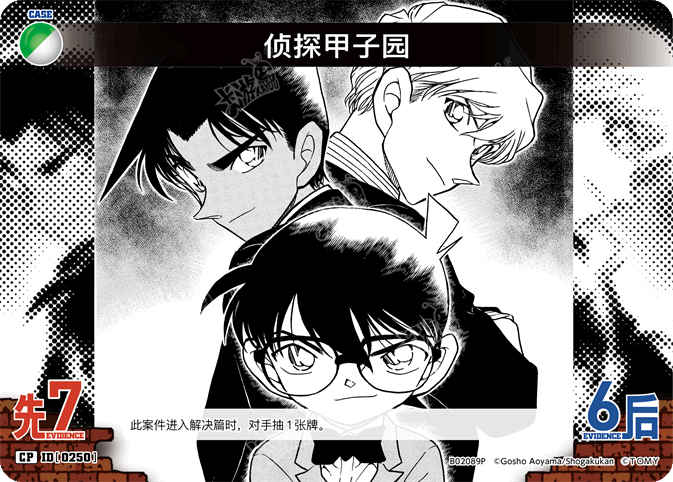 CASE
侦探甲子园
先7
EVIDENCE
6后
EVIDENCE
此案件进入解决篇时，对手抽1张牌。
CP ID[0250]
B02089P ©Gosho Aoyama/Shogakukan ©TOMY